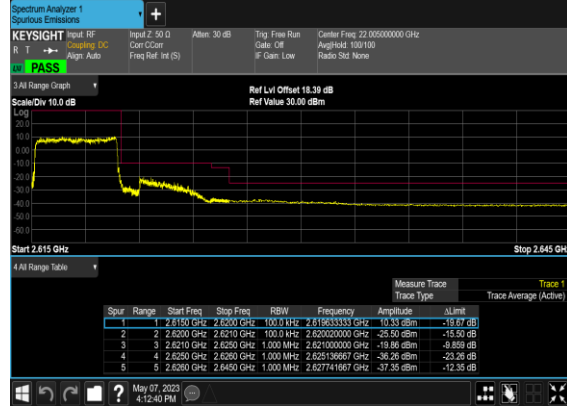 Spectrum Analyzer 1
Spurious Emissions
KEYSIGHT Input: RF Input Z: 50 Ω Atten: 30 dB Trig: Free Run Center Freq: 22.005000000 GHz
R T Coupling: DC Corr CCorr Gate: Off Avg|Hold: 100/100
Align: Auto Freq Ref: Int (S) IF Gain: Low Radio Std: None
LW PASS
3 All Range Graph
Ref Lvl Offset 18.39 dB
Scale/Div 10.0 dB Ref Value 30.00 dBm
Log
20.0
10.0
0.00
-10.0
-20.0
-30.0
-40.0
-50.0
-60.0
Start 2.615 GHz Stop 2.645 GHz
4 All Range Table
Measure Trace Trace 1
Trace Type Trace Average (Active)
Spur Range Start Freq Stop Freq RBW Frequency Amplitude ΔLimit
1 1 2.6150 GHz 2.6200 GHz 100.0 kHz 2.619633333 GHz 10.33 dBm -19.67 dB
2 2 2.6200 GHz 2.6210 GHz 100.0 kHz 2.620020000 GHz -25.50 dBm -15.50 dB
3 3 2.6210 GHz 2.6250 GHz 1.000 MHz 2.621000000 GHz -19.86 dBm -9.859 dB
4 4 2.6250 GHz 2.6260 GHz 1.000 MHz 2.625136667 GHz -36.26 dBm -23.26 dB
5 5 2.6260 GHz 2.6450 GHz 1.000 MHz 2.627741667 GHz -37.35 dBm -12.35 dB
May 07, 2023
4:12:40 PM